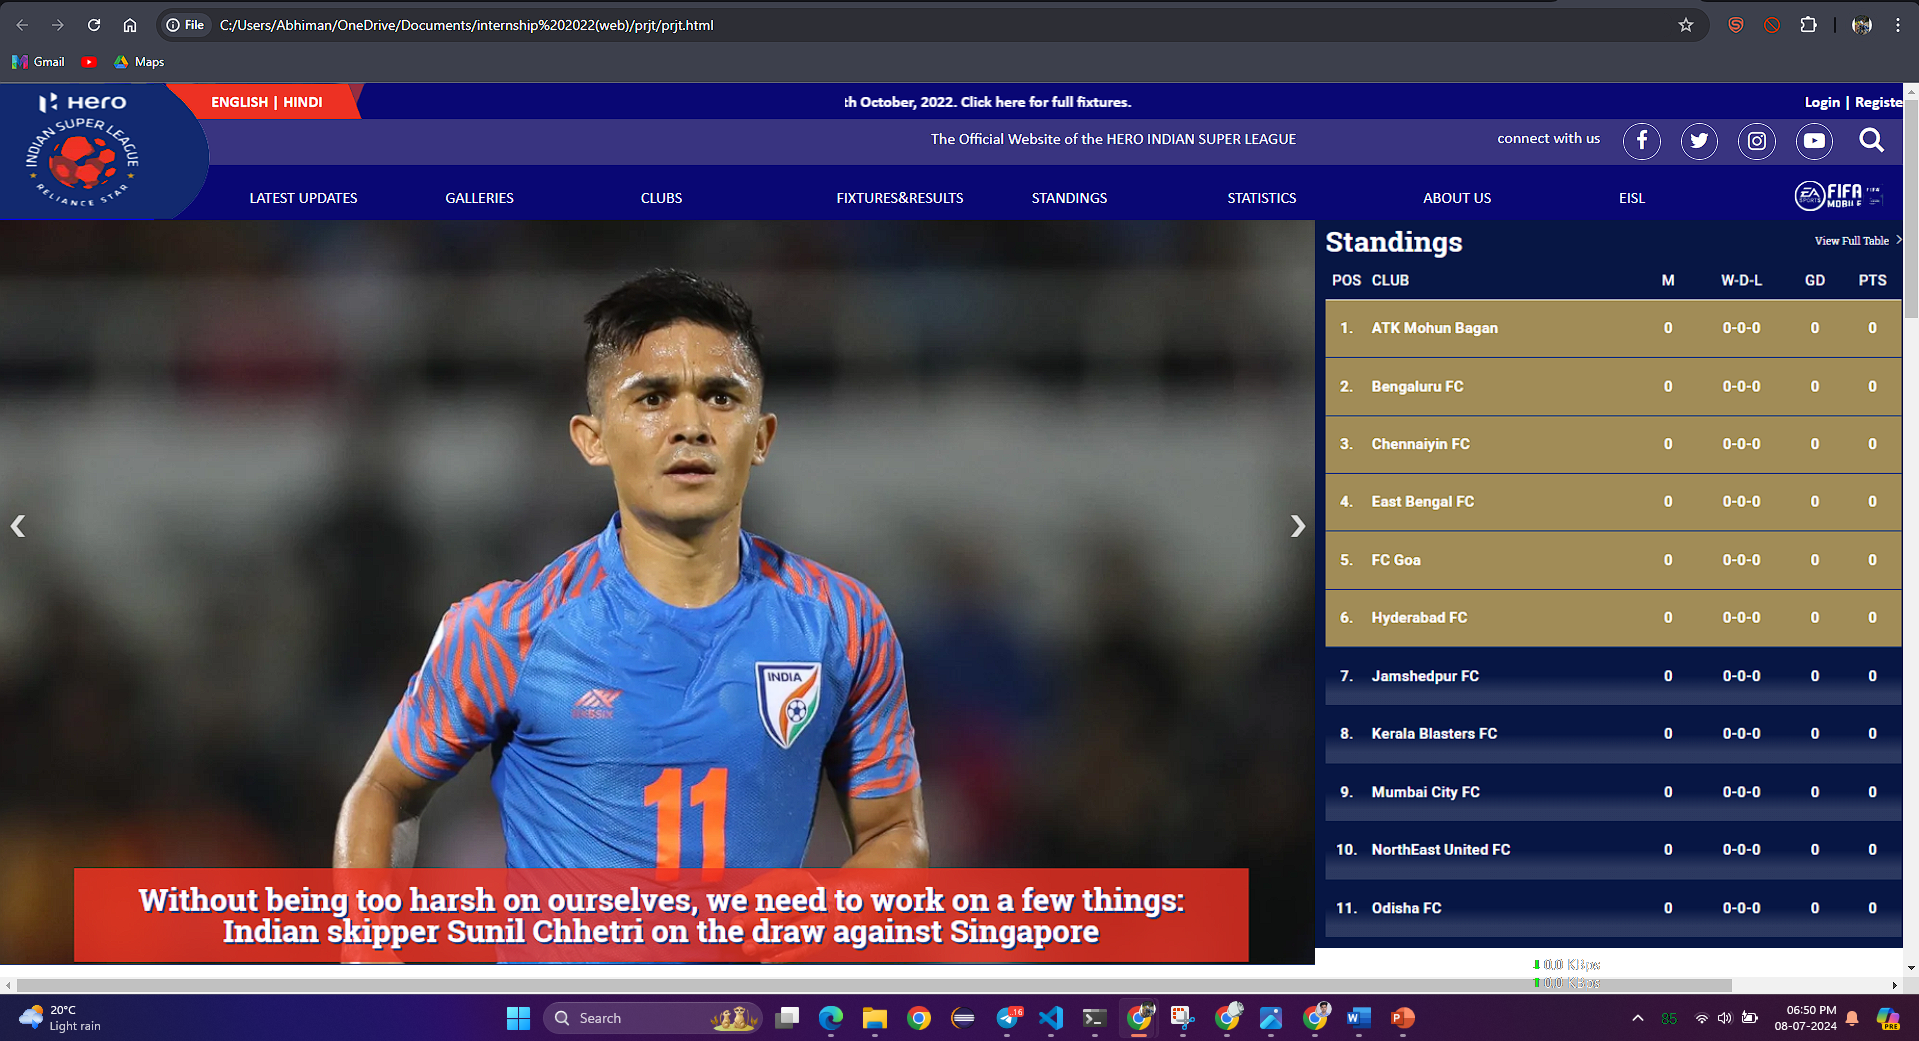 File
C:/Users/Abhiman/OneDrive/Documents/internship%202022(web)/prjt/prjt.html
Gmail
Maps
Hero
INDIAN SUPER LEAGUE
RELIANCE STAR
ENGLISH | HINDI
th October, 2022. Click here for full fixtures.
Login | Registe
The Official Website of the HERO INDIAN SUPER LEAGUE
connect with us
LATEST UPDATES GALLERIES CLUBS FIXTURES&RESULTS STANDINGS STATISTICS ABOUT US EISL
EA SPORTS FIFA MOBILE
Standings
View Full Table
POS CLUB M W-D-L GD PTS
1. ATK Mohun Bagan 0 0-0-0 0 0
2. Bengaluru FC 0 0-0-0 0 0
3. Chennaiyin FC 0 0-0-0 0 0
4. East Bengal FC 0 0-0-0 0 0
5. FC Goa 0 0-0-0 0 0
6. Hyderabad FC 0 0-0-0 0 0
7. Jamshedpur FC 0 0-0-0 0 0
8. Kerala Blasters FC 0 0-0-0 0 0
9. Mumbai City FC 0 0-0-0 0 0
10. NorthEast United FC 0 0-0-0 0 0
11. Odisha FC 0 0-0-0 0 0
INDIA
11
Without being too harsh on ourselves, we need to work on a few things:
Indian skipper Sunil Chhetri on the draw against Singapore
0.0 KBps
0.0 KBps
20°C
Light rain
Search
16
85
06:50 PM
08-07-2024
PRE